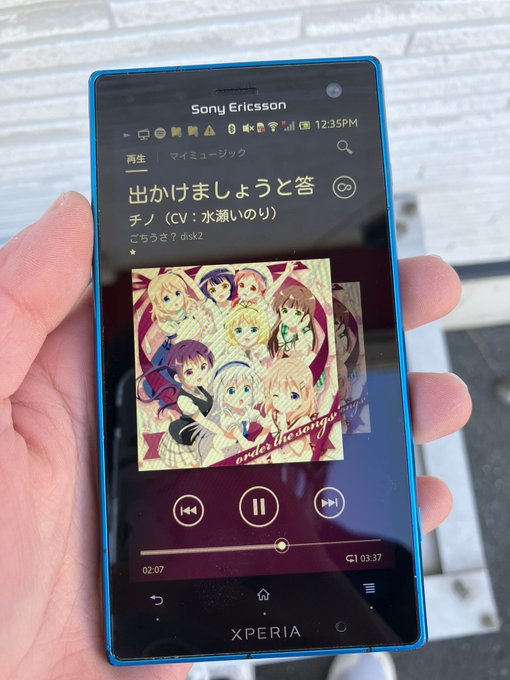 Sony Ericsson
12:35PM
再生
マイミュージック
出かけましょうと答
チノ（CV：水瀬いのり）
ごちうさ？disk2
order the songs
02:07
1 03:37
XPERIA